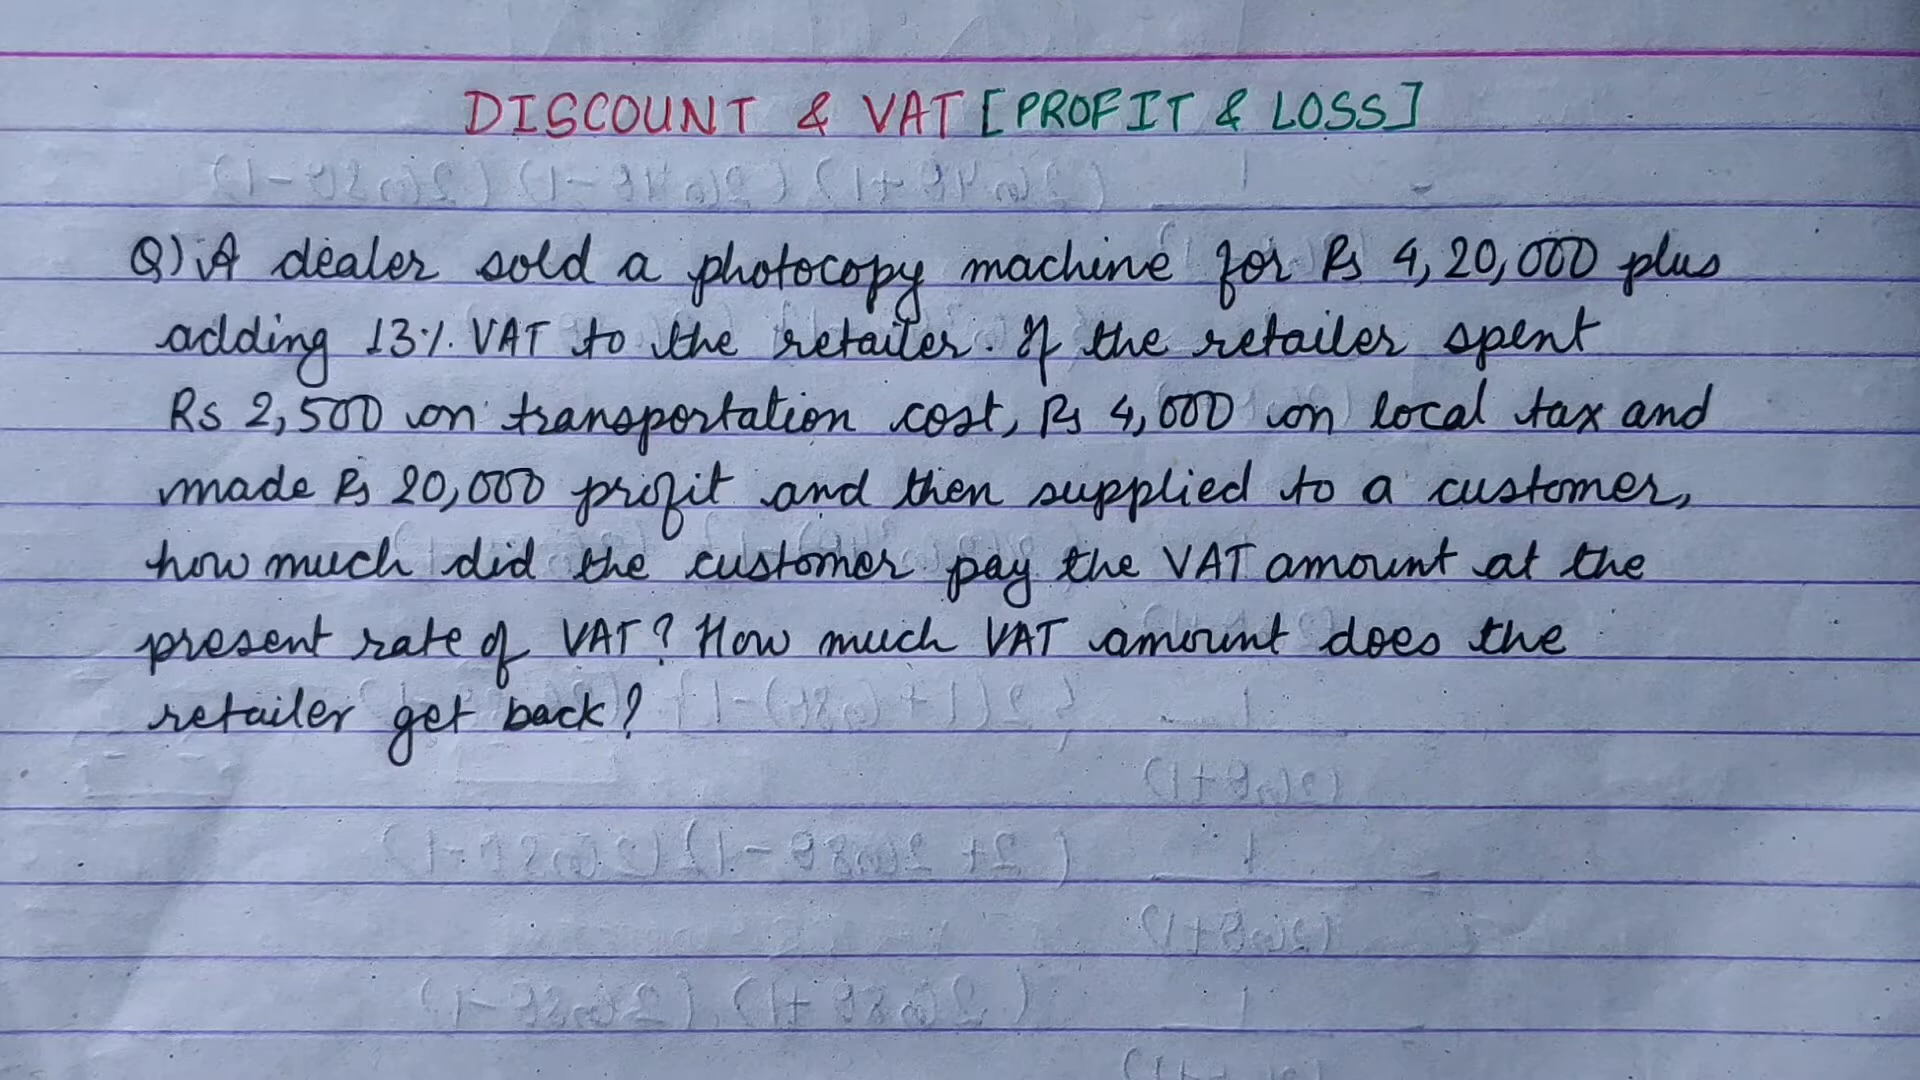 DISCOUNT & VAT [PROFIT & LOSS]
Q) A dealer sold a photocopy machine for Rs 4,20,000 plus
adding 13% VAT to the retailer. If the retailer spent
Rs 2,500 on transportation cost, Rs 4,000 on local tax and
made Rs 20,000 profit and then supplied to a customer,
how much did the customer pay the VAT amount at the
present rate of VAT? How much VAT amount does the
retailer get back?